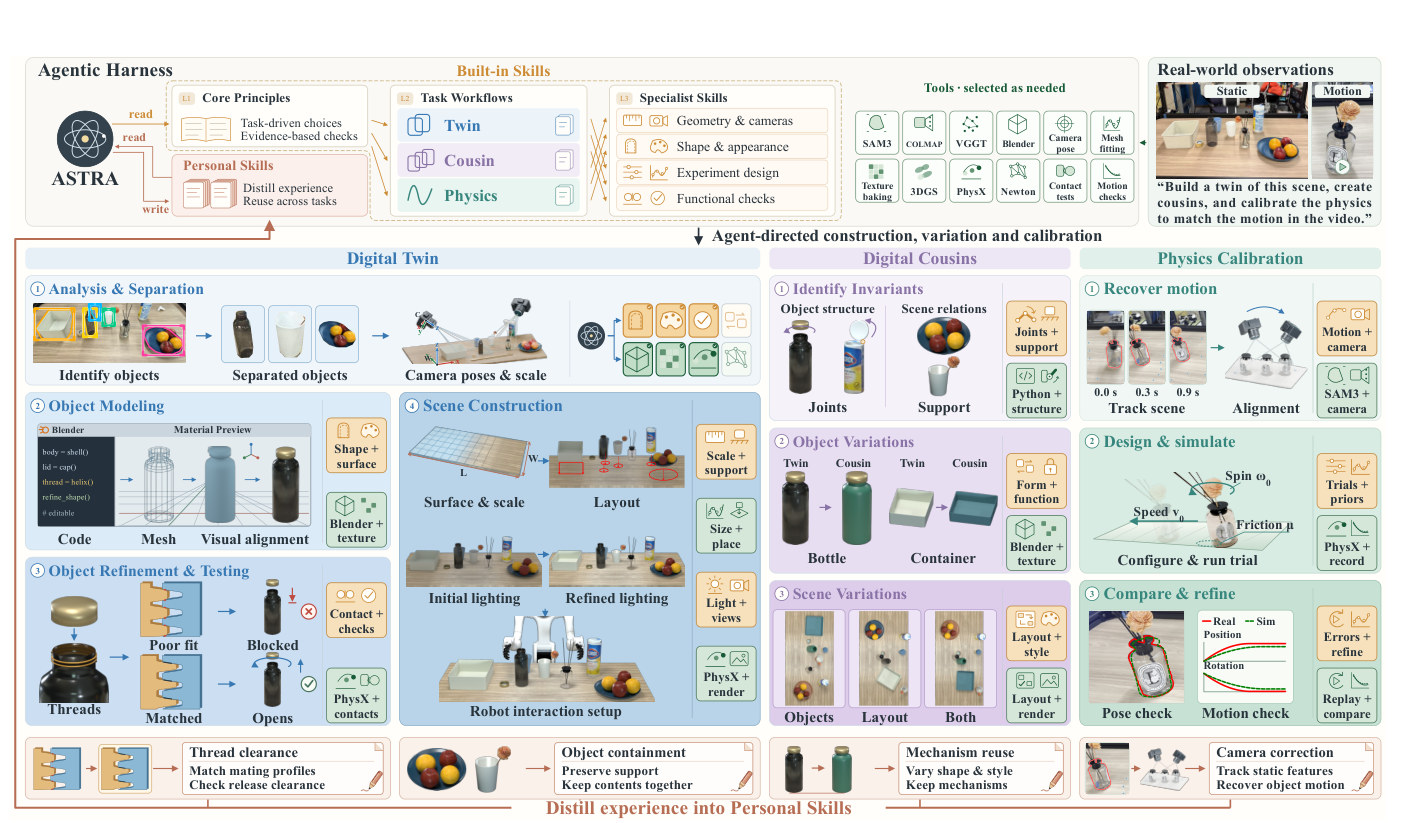 Agentic Harness
Built-in Skills
read
read
write
ASTRA
L1 Core Principles
Task-driven choices
Evidence-based checks
Personal Skills
Distill experience
Reuse across tasks
L2 Task Workflows
Twin
Cousin
Physics
L3 Specialist Skills
Geometry & cameras
Shape & appearance
Experiment design
Functional checks
Tools · selected as needed
SAM3
COLMAP
VGGT
Blender
Camera
pose
Mesh
fitting
Texture
baking
3DGS
PhysX
Newton
Contact
tests
Motion
checks
Real-world observations
Static
Motion
“Build a twin of this scene, create
cousins, and calibrate the physics
to match the motion in the video.”
Agent-directed construction, variation and calibration
Digital Twin
1 Analysis & Separation
Identify objects
Separated objects
Camera poses & scale
2 Object Modeling
Blender
Material Preview
body = shell()
lid = cap()
thread = helix()
refine_shape()
# editable
Code
Mesh
Visual alignment
Shape +
surface
Blender +
texture
3 Object Refinement & Testing
Threads
Poor fit
Matched
Blocked
Opens
Contact +
checks
PhysX +
contacts
4 Scene Construction
L
W
Surface & scale
Layout
Initial lighting
Refined lighting
Robot interaction setup
Scale +
support
Size +
place
Light +
views
PhysX +
render
Digital Cousins
1 Identify Invariants
Object structure
Scene relations
Joints
Support
Joints +
support
Python +
structure
2 Object Variations
Twin
Cousin
Twin
Cousin
Bottle
Container
Form +
function
Blender +
texture
3 Scene Variations
Objects
Layout
Both
Layout +
style
Layout +
render
Physics Calibration
1 Recover motion
0.0 s
0.3 s
0.9 s
Track scene
Alignment
Motion +
camera
SAM3 +
camera
2 Design & simulate
Spin ω0
Speed v0
Friction μ
Configure & run trial
Trials +
priors
PhysX +
record
3 Compare & refine
Real
Sim
Position
Rotation
Pose check
Motion check
Errors +
refine
Replay +
compare
Thread clearance
Match mating profiles
Check release clearance
Object containment
Preserve support
Keep contents together
Mechanism reuse
Vary shape & style
Keep mechanisms
Camera correction
Track static features
Recover object motion
Distill experience into Personal Skills